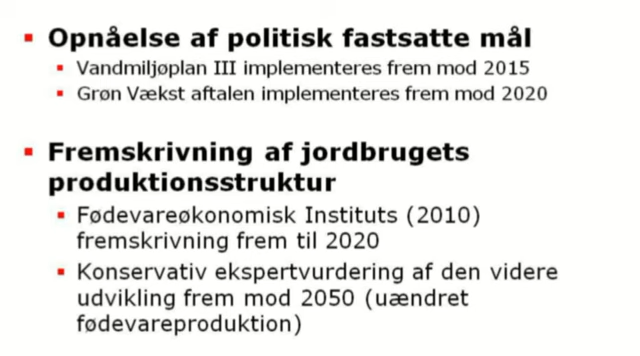 Opnåelse af politisk fastsatte mål
Vandmiljøplan III implementeres frem mod 2015
Grøn Vækst aftalen implementeres frem mod 2020
Fremskrivning af jordbrugets
produktionsstruktur
Fødevareøkonomisk Instituts (2010)
fremskrivning frem til 2020
Konservativ ekspertvurdering af den videre
udvikling frem mod 2050 (uændret
fødevareproduktion)